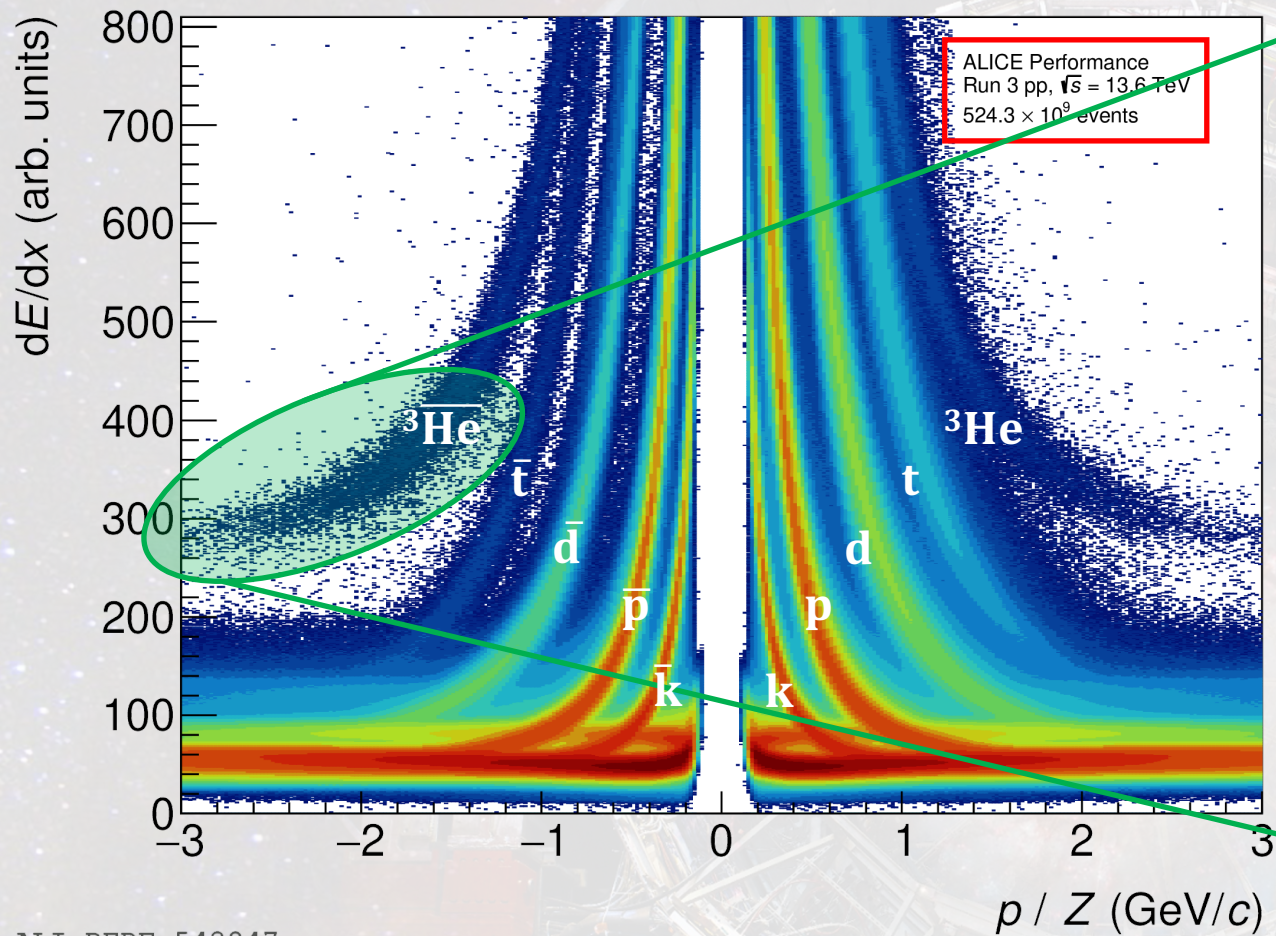 dE/dx (arb. units)
800
700
600
500
400
300
200
100
0
ALICE Performance
Run 3 pp, √s = 13.6 TeV
524.3 × 10⁹ events
³H̅e̅
³He
t̅
t
d̅
d
p̅
p
k̅
k
−3 −2 −1 0 1 2 3
p / Z (GeV/c)